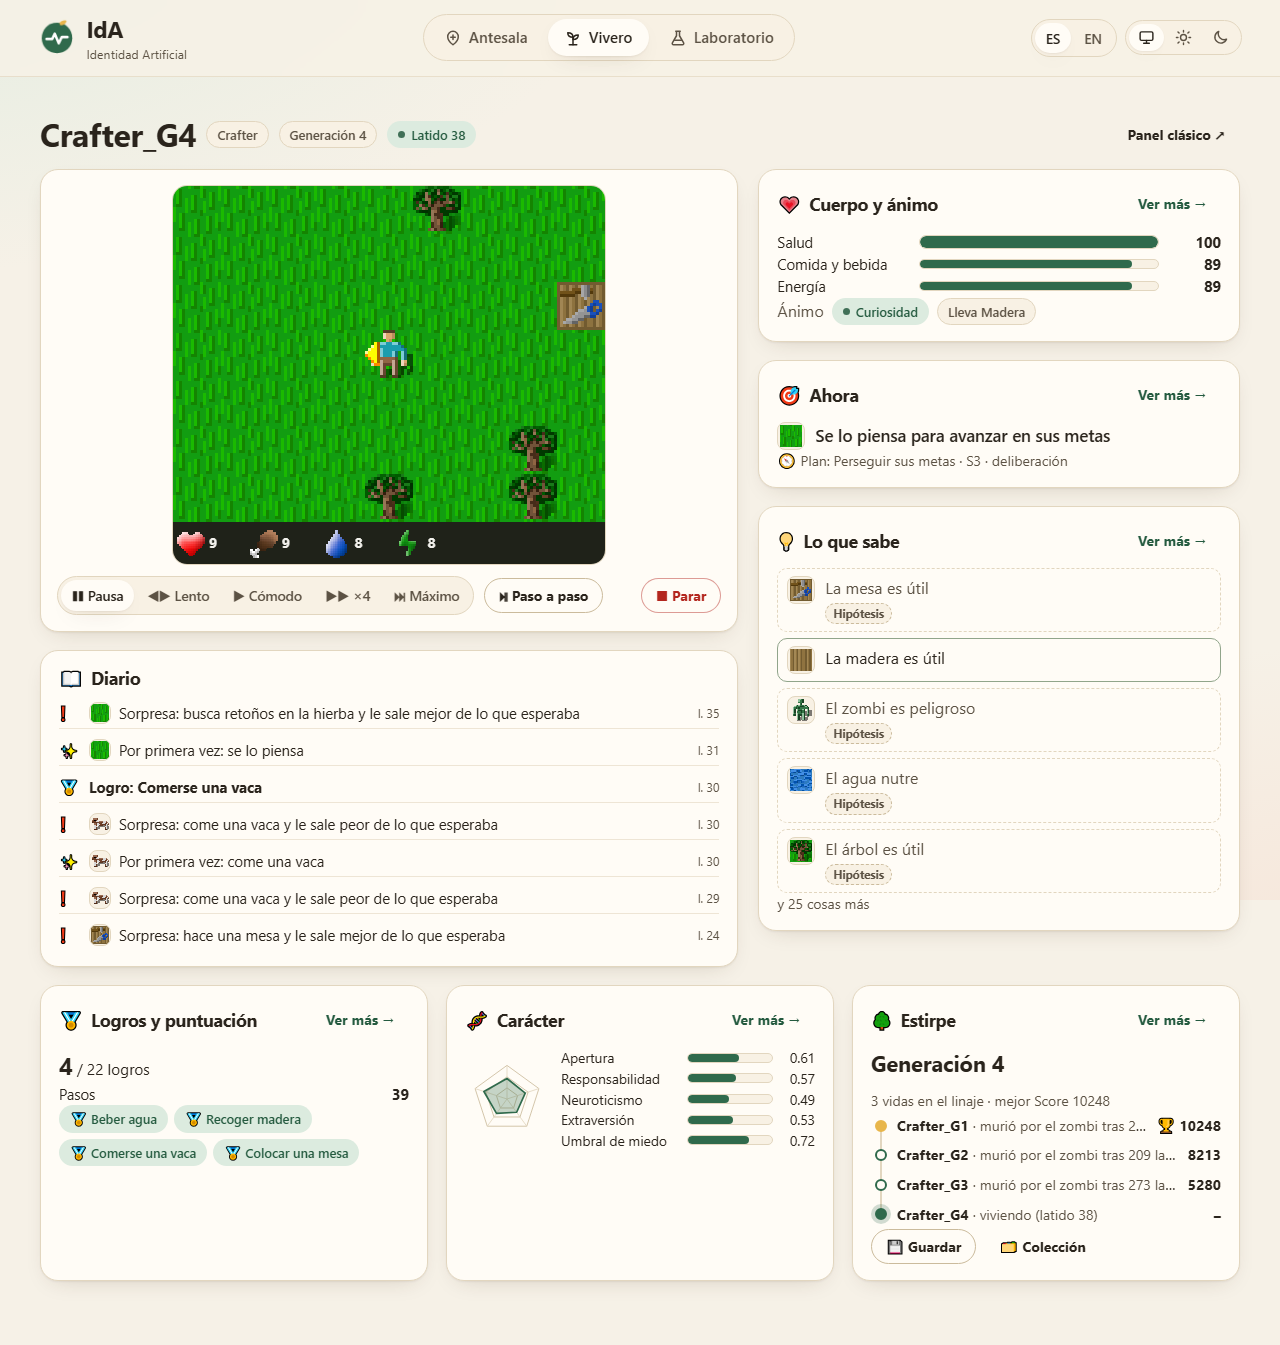 IdA
Identidad Artificial
Antesala
Vivero
Laboratorio
ES
EN
Crafter_G4
Crafter
Generación 4
Latido 38
Panel clásico ↗
9
9
8
8
Pausa
Lento
Cómodo
×4
Máximo
Paso a paso
Parar
Diario
Sorpresa: busca retoños en la hierba y le sale mejor de lo que esperaba
l. 35
Por primera vez: se lo piensa
l. 31
Logro: Comerse una vaca
l. 30
Sorpresa: come una vaca y le sale peor de lo que esperaba
l. 30
Por primera vez: come una vaca
l. 30
Sorpresa: come una vaca y le sale peor de lo que esperaba
l. 29
Sorpresa: hace una mesa y le sale mejor de lo que esperaba
l. 24
Cuerpo y ánimo
Ver más →
Salud
100
Comida y bebida
89
Energía
89
Ánimo
Curiosidad
Lleva Madera
Ahora
Ver más →
Se lo piensa para avanzar en sus metas
Plan: Perseguir sus metas · S3 · deliberación
Lo que sabe
Ver más →
La mesa es útil
Hipótesis
La madera es útil
El zombi es peligroso
Hipótesis
El agua nutre
Hipótesis
El árbol es útil
Hipótesis
y 25 cosas más
Logros y puntuación
Ver más →
4 / 22 logros
Pasos
39
Beber agua
Recoger madera
Comerse una vaca
Colocar una mesa
Carácter
Ver más →
Apertura
0.61
Responsabilidad
0.57
Neuroticismo
0.49
Extraversión
0.53
Umbral de miedo
0.72
Estirpe
Ver más →
Generación 4
3 vidas en el linaje · mejor Score 10248
Crafter_G1 · murió por el zombi tras 2...
10248
Crafter_G2 · murió por el zombi tras 209 la...
8213
Crafter_G3 · murió por el zombi tras 273 la...
5280
Crafter_G4 · viviendo (latido 38)
–
Guardar
Colección